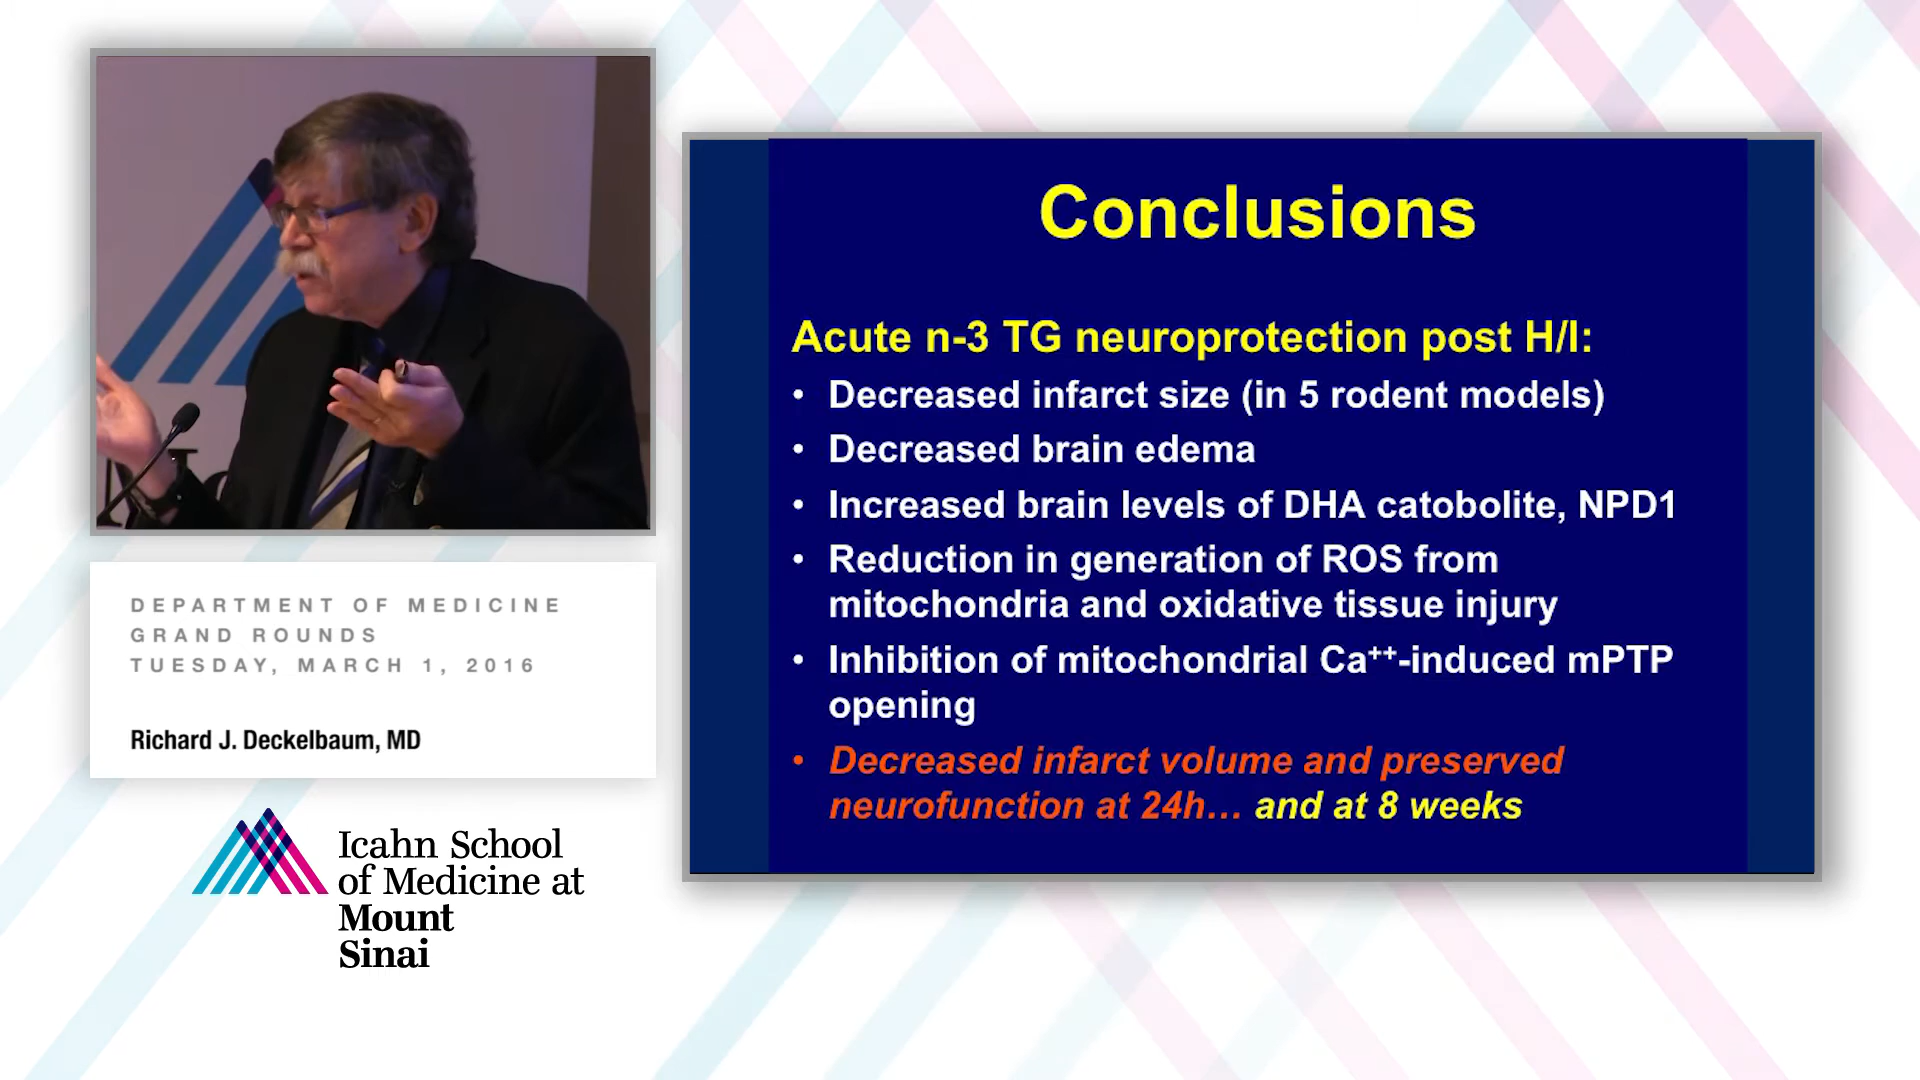 DEPARTMENT OF MEDICINE
GRAND ROUNDS
TUESDAY, MARCH 1, 2016
Richard J. Deckelbaum, MD
Icahn School
of Medicine at
Mount
Sinai
Conclusions
Acute n-3 TG neuroprotection post H/I:
• Decreased infarct size (in 5 rodent models)
• Decreased brain edema
• Increased brain levels of DHA catobolite, NPD1
• Reduction in generation of ROS from
mitochondria and oxidative tissue injury
• Inhibition of mitochondrial Ca⁺⁺-induced mPTP
opening
• Decreased infarct volume and preserved
neurofunction at 24h… and at 8 weeks